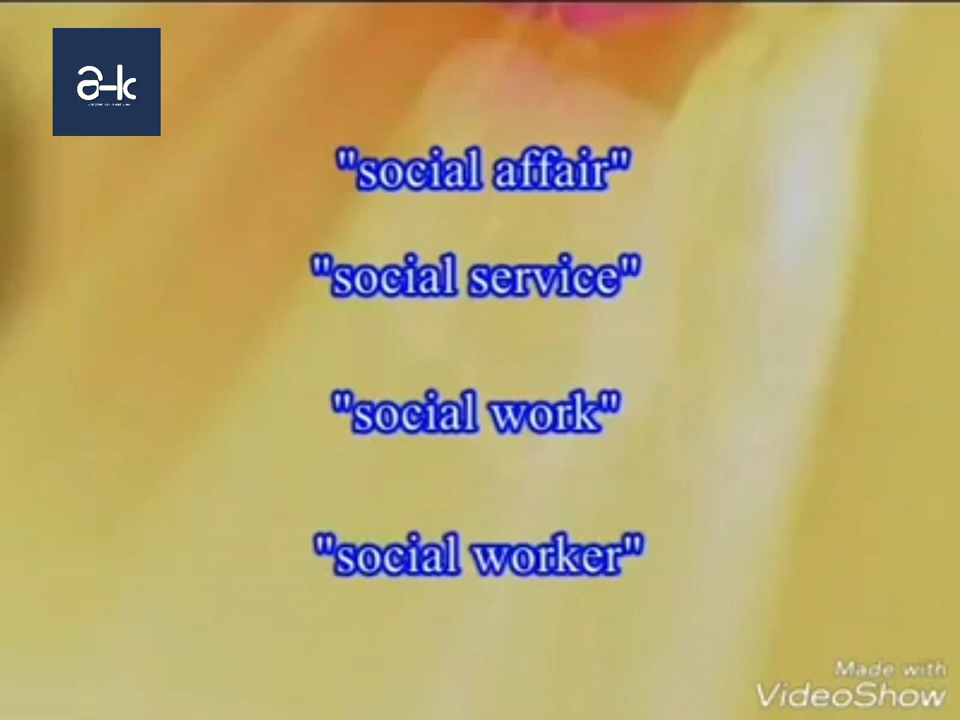 a-k
"social affair"
"social service"
"social work"
"social worker"
Made with
VideoShow